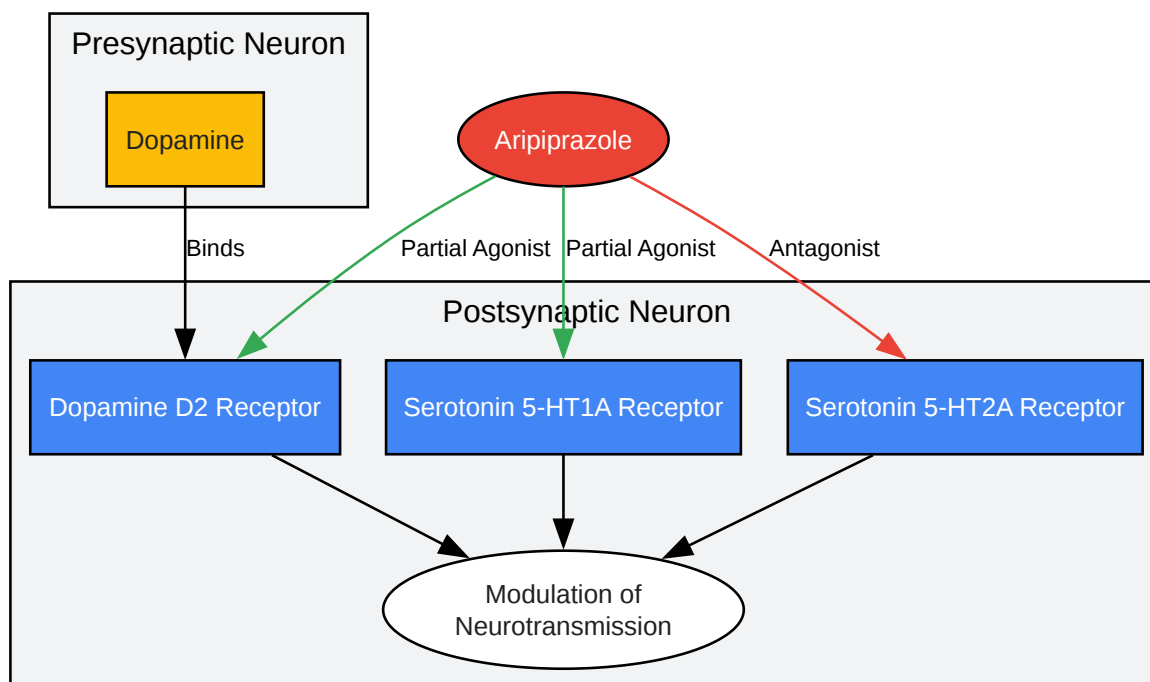 Presynaptic Neuron
Dopamine
Aripiprazole
Binds
Partial Agonist
Partial Agonist
Antagonist
Postsynaptic Neuron
Dopamine D2 Receptor
Serotonin 5-HT1A Receptor
Serotonin 5-HT2A Receptor
Modulation of
Neurotransmission